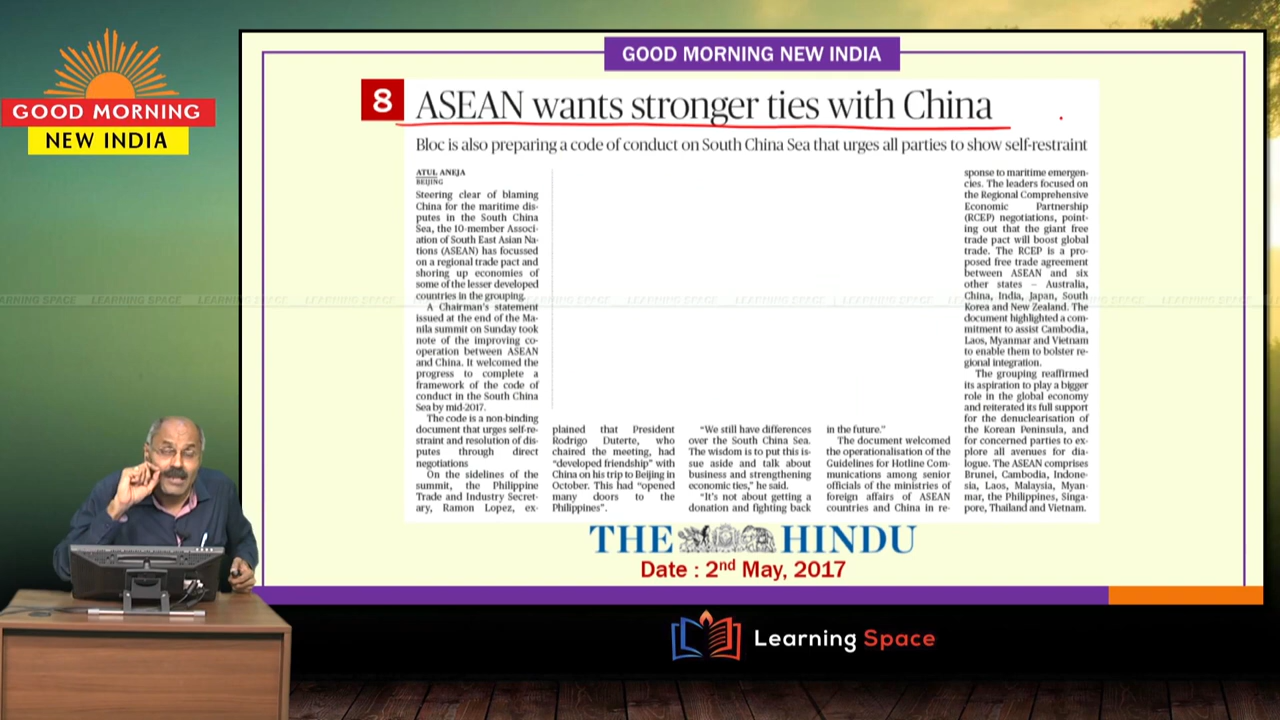 GOOD MORNING
NEW INDIA
GOOD MORNING NEW INDIA
8
ASEAN wants stronger ties with China
Bloc is also preparing a code of conduct on South China Sea that urges all parties to show self-restraint
ATUL ANEJA
BEIJING
Steering clear of blaming
China for the maritime dis-
putes in the South China
Sea, the 10-member Associ-
ation of South East Asian Na-
tions (ASEAN) has focussed
on a regional trade pact and
shoring up economies of
some of the lesser developed
countries in the grouping.
A Chairman's statement
issued at the end of the Ma-
nila summit on Sunday took
note of the improving co-
operation between ASEAN
and China. It welcomed the
progress to complete a
framework of the code of
conduct in the South China
Sea by mid-2017.
The code is a non-binding
document that urges self-re-
straint and resolution of dis-
putes through direct
negotiations
On the sidelines of the
summit, the Philippine
Trade and Industry Secret-
ary, Ramon Lopez, ex-
plained that President
Rodrigo Duterte, who
chaired the meeting, had
“developed friendship” with
China on his trip to Beijing in
October. This had “opened
many doors to the
Philippines”.
“We still have differences
over the South China Sea.
The wisdom is to put this is-
sue aside and talk about
business and strengthening
economic ties,” he said.
“It's not about getting a
donation and fighting back
in the future.”
The document welcomed
the operationalisation of the
Guidelines for Hotline Com-
munications among senior
officials of the ministries of
foreign affairs of ASEAN
countries and China in re-
sponse to maritime emergen-
cies. The leaders focused on
the Regional Comprehensive
Economic Partnership
(RCEP) negotiations, point-
ing out that the giant free
trade pact will boost global
trade. The RCEP is a pro-
posed free trade agreement
between ASEAN and six
other states – Australia,
China, India, Japan, South
Korea and New Zealand. The
document highlighted a com-
mitment to assist Cambodia,
Laos, Myanmar and Vietnam
to enable them to bolster re-
gional integration.
The grouping reaffirmed
its aspiration to play a bigger
role in the global economy
and reiterated its full support
for the denuclearisation of
the Korean Peninsula, and
for concerned parties to ex-
plore all avenues for dia-
logue. The ASEAN comprises
Brunei, Cambodia, Indone-
sia, Laos, Malaysia, Myan-
mar, the Philippines, Singa-
pore, Thailand and Vietnam.
THE HINDU
Date : 2nd May, 2017
LEARNING SPACE LEARNING SPACE LEARNING SPACE LEARNING SPACE LEARNING SPACE LEARNING SPACE LEARNING SPACE LEARNING SPACE LEARNING SPACE LEARNING SPACE
Learning Space